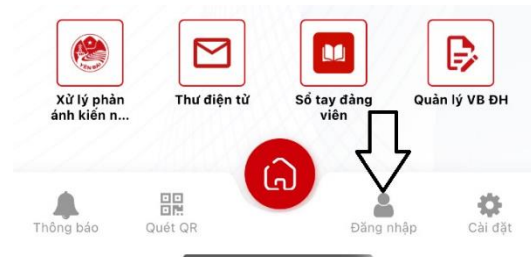 Xử lý phản
ánh kiến n...
Thư điện tử
Sổ tay đảng
viên
Quản lý VB ĐH
Thông báo
Quét QR
Đăng nhập
Cài đặt